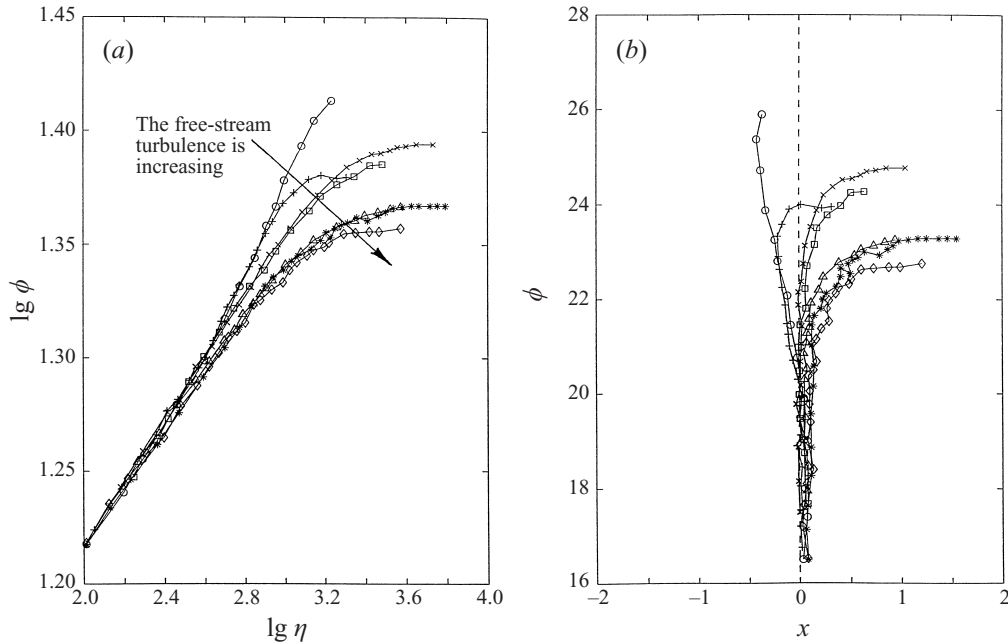 (a)
1.45
1.40
1.35
1.30
1.25
1.20
lg ϕ
The free-stream
turbulence is
increasing
2.0 2.4 2.8 3.2 3.6 4.0
lg η
(b)
28
26
24
22
20
18
16
ϕ
−2 −1 0 1 2
x